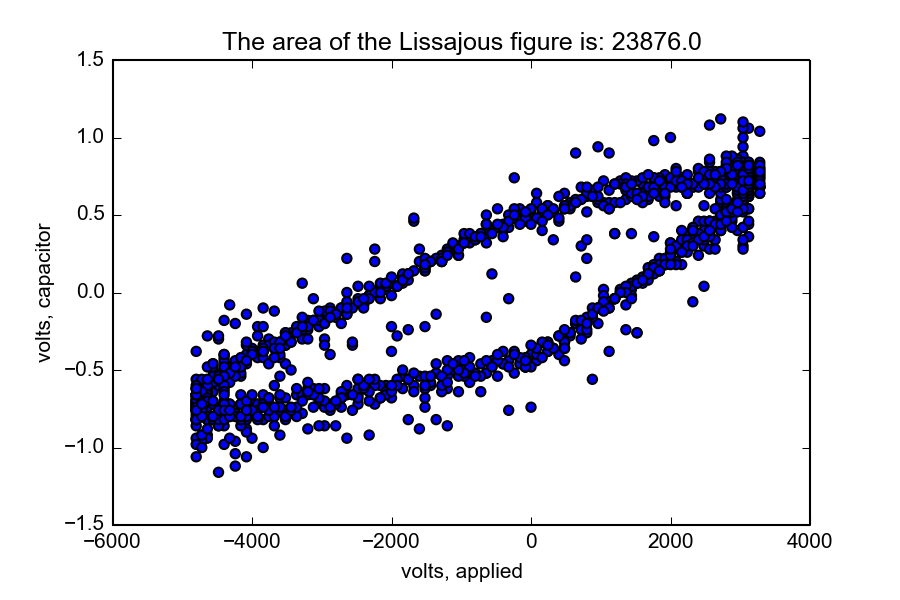 The area of the Lissajous figure is: 23876.0
1.5
1.0
0.5
0.0
−0.5
−1.0
−1.5
volts, capacitor
−6000 −4000 −2000 0 2000 4000
volts, applied